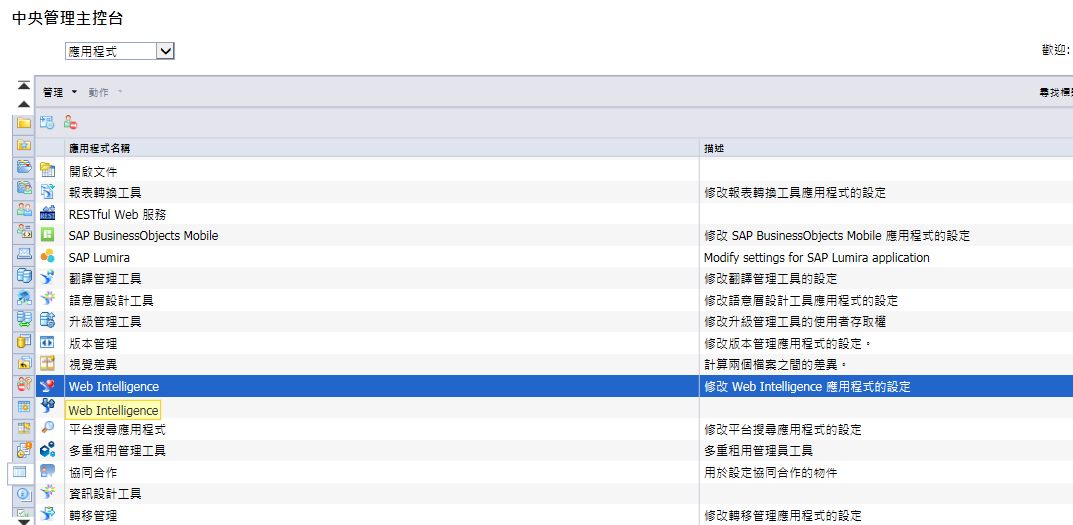 中央管理主控台
應用程式
歡迎:
管理 動作 尋找標
應用程式名稱 描述
開啟文件
報表轉換工具 修改報表轉換工具應用程式的設定
RESTful Web 服務
SAP BusinessObjects Mobile 修改 SAP BusinessObjects Mobile 應用程式的設定
SAP Lumira Modify settings for SAP Lumira application
翻譯管理工具 修改翻譯管理工具的設定
語意層設計工具 修改語意層設計工具應用程式的設定
升級管理工具 修改升級管理工具的使用者存取權
版本管理 修改版本管理應用程式的設定。
視覺差異 計算兩個檔案之間的差異。
Web Intelligence 修改 Web Intelligence 應用程式的設定
Web Intelligence
平台搜尋應用程式 修改平台搜尋應用程式的設定
多重租用管理工具 多重租用管理員工具
協同合作 用於設定協同合作的物件
資訊設計工具
轉移管理 修改轉移管理應用程式的設定